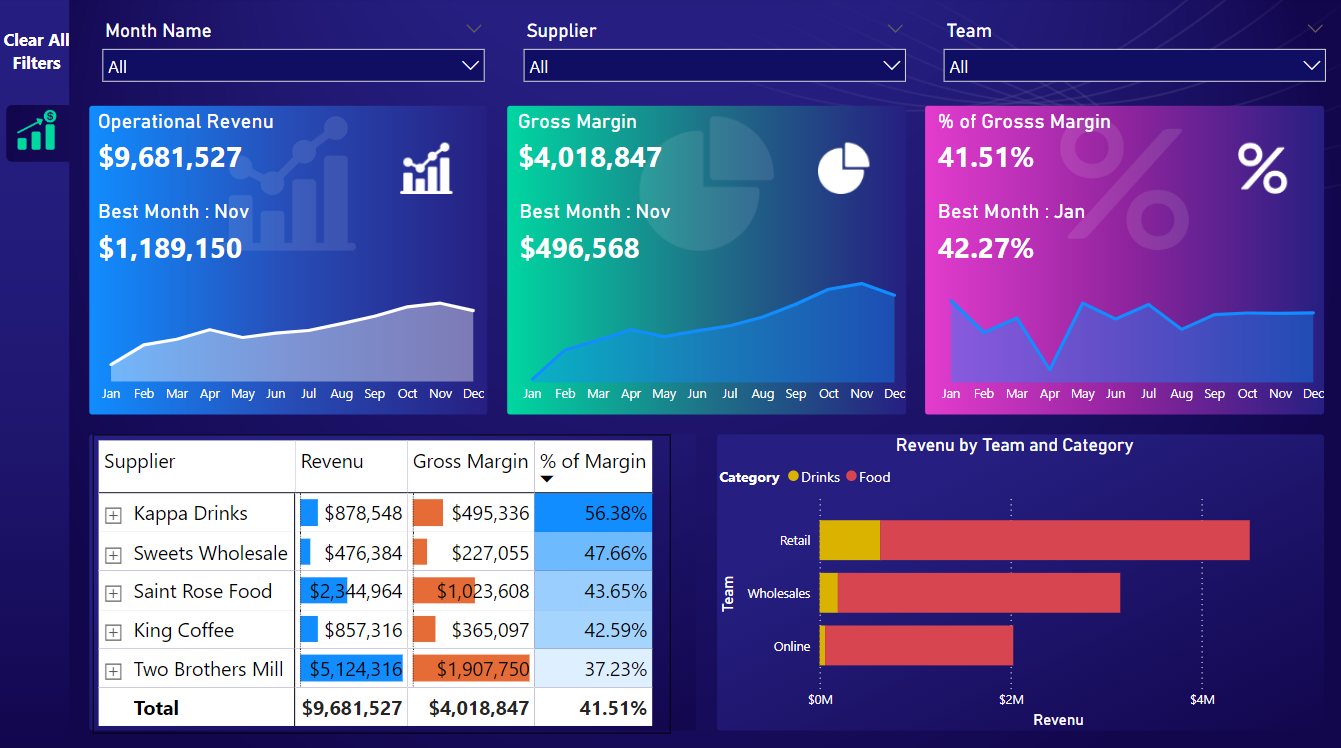 Clear All
Filters
Month Name
All
Supplier
All
Team
All
$
Operational Revenu
$9,681,527
Best Month : Nov
$1,189,150
Jan Feb Mar Apr May Jun Jul Aug Sep Oct Nov Dec
Gross Margin
$4,018,847
Best Month : Nov
$496,568
Jan Feb Mar Apr May Jun Jul Aug Sep Oct Nov Dec
% of Grosss Margin
41.51%
Best Month : Jan
42.27%
Jan Feb Mar Apr May Jun Jul Aug Sep Oct Nov Dec
Supplier Revenu Gross Margin % of Margin
Kappa Drinks $878,548 $495,336 56.38%
Sweets Wholesale $476,384 $227,055 47.66%
Saint Rose Food $2,344,964 $1,023,608 43.65%
King Coffee $857,316 $365,097 42.59%
Two Brothers Mill $5,124,316 $1,907,750 37.23%
Total $9,681,527 $4,018,847 41.51%
Revenu by Team and Category
Category Drinks Food
Team
Retail
Wholesales
Online
$0M $2M $4M
Revenu